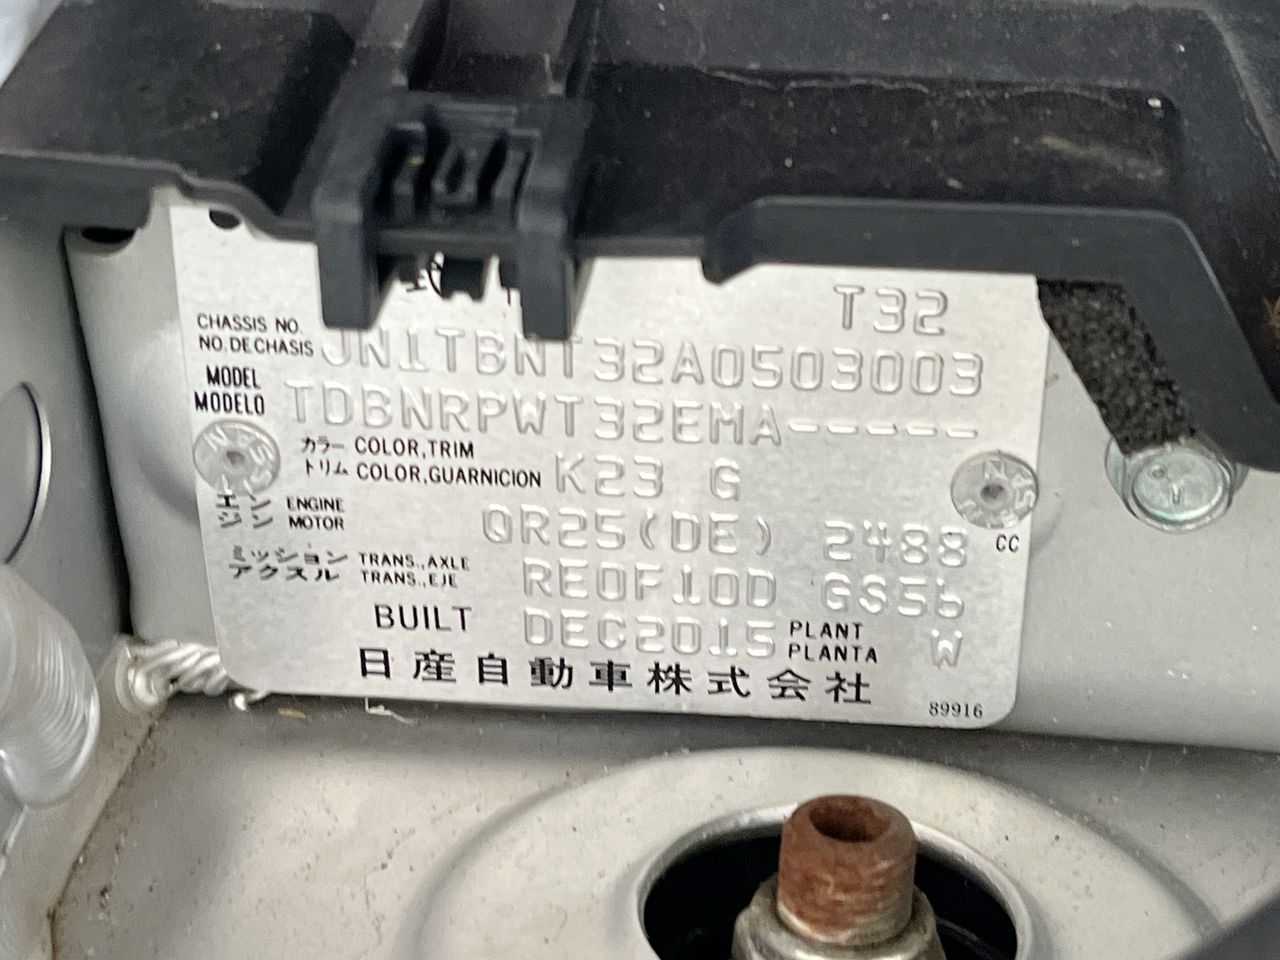 T32
CHASSIS NO.
NO. DE CHASIS JN1TBNT32A0503003
MODEL
MODELO TDBNRPWT32EMA-----
カラー COLOR,TRIM
トリム COLOR,GUARNICION K23 G
エン ENGINE
ジン MOTOR QR25(DE) 2488 CC
ミッション TRANS.,AXLE
アクスル TRANS.,EJE RE0F10D GS56
BUILT DEC2015 PLANT
PLANTA W
日産自動車株式会社
89916